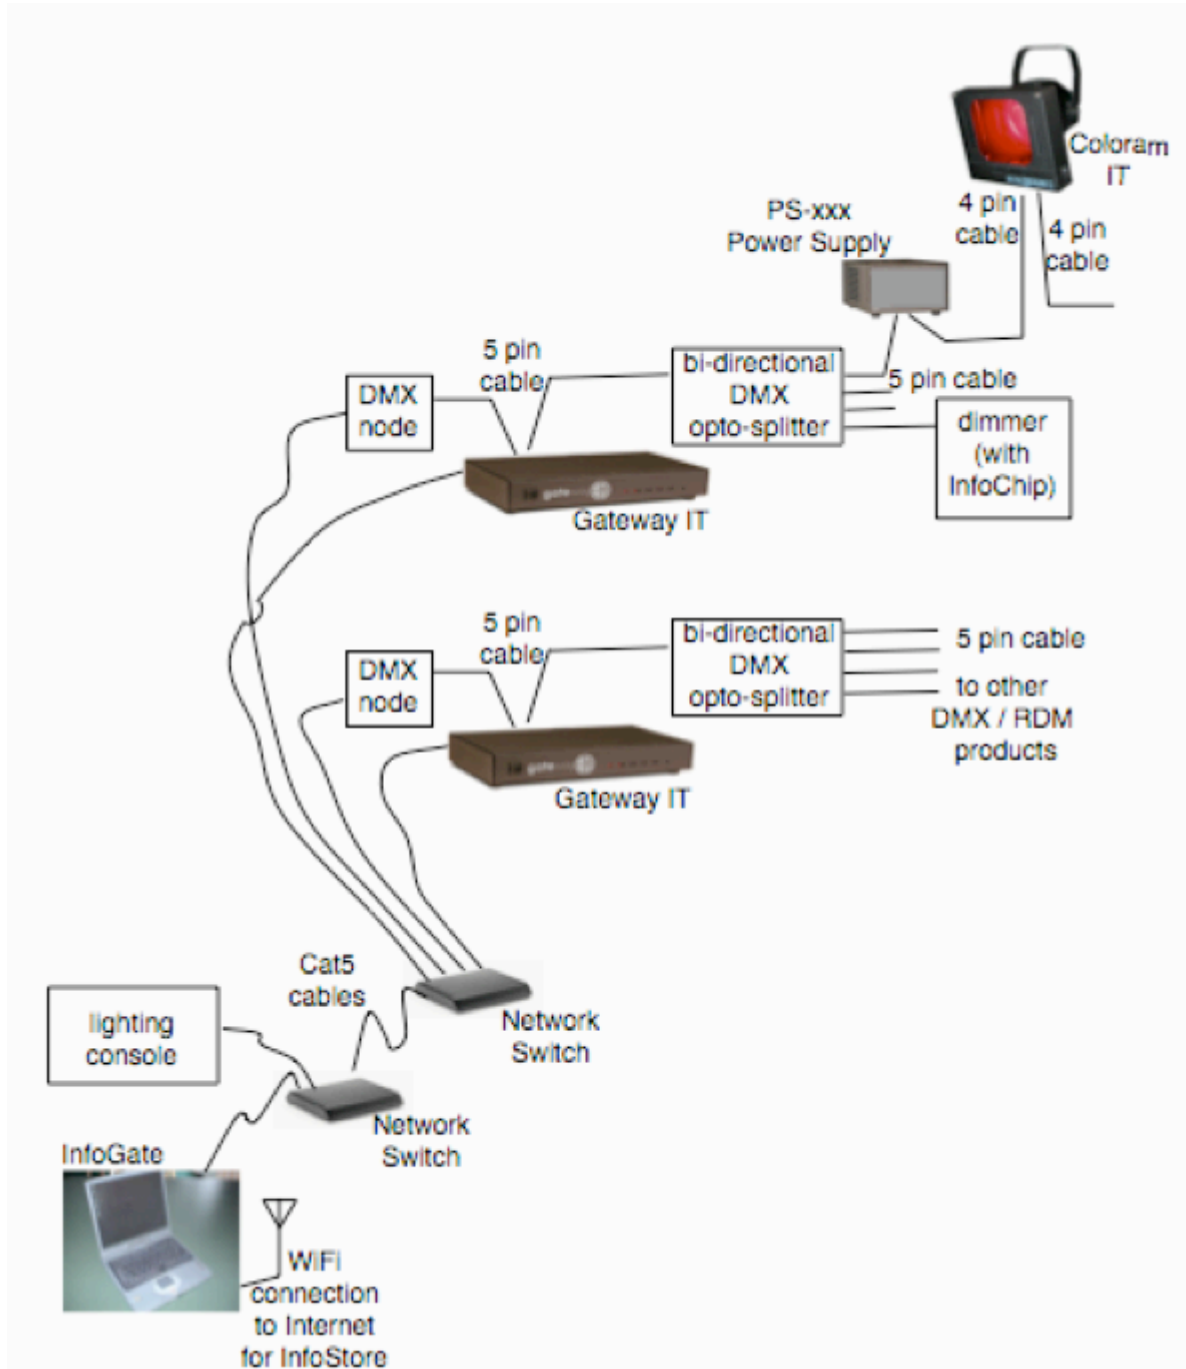 Coloram
IT
4 pin
cable
4 pin
cable
PS-xxx
Power Supply
5 pin
cable
bi-directional
DMX
opto-splitter
5 pin cable
DMX
node
dimmer
(with
InfoChip)
gate
Gateway IT
5 pin
cable
bi-directional
DMX
opto-splitter
5 pin cable
to other
DMX / RDM
products
DMX
node
gate
Gateway IT
Cat5
cables
Network
Switch
lighting
console
Network
Switch
InfoGate
WiFi
connection
to Internet
for InfoStore